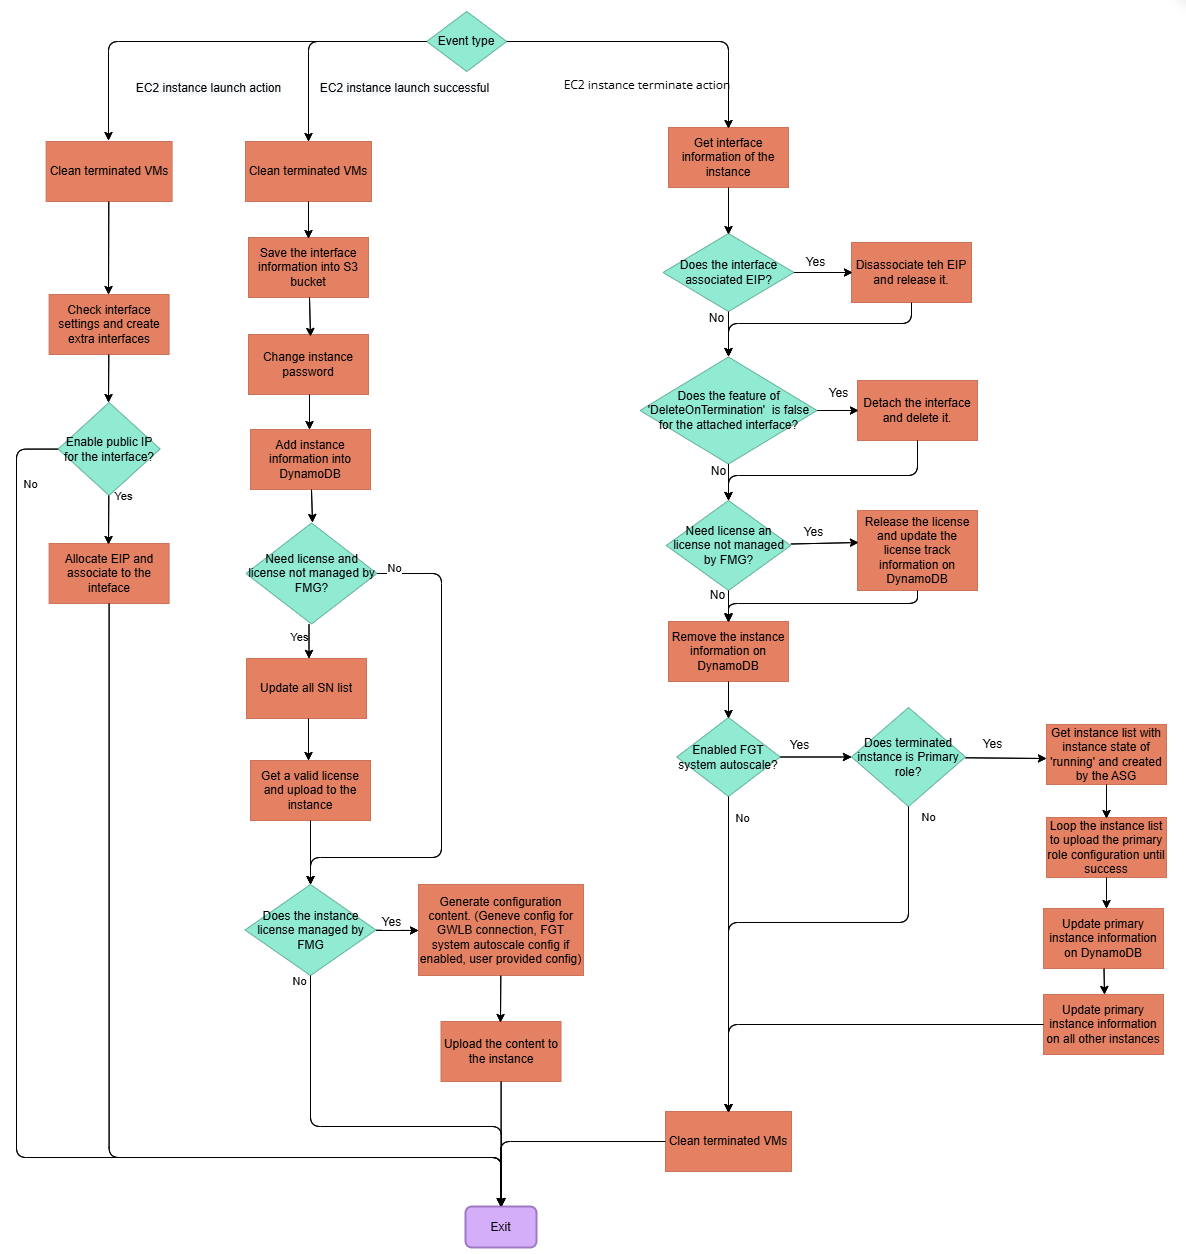 Event type
EC2 instance launch action
EC2 instance launch successful
EC2 instance terminate action
Clean terminated VMs
Check interface
settings and create
extra interfaces
Enable public IP
for the interface?
No
Yes
Allocate EIP and
associate to the
inteface
Clean terminated VMs
Save the interface
information into S3
bucket
Change instance
password
Add instance
information into
DynamoDB
Need license and
license not managed by
FMG?
No
Yes
Update all SN list
Get a valid license
and upload to the
instance
Does the instance
license managed by
FMG
Yes
No
Generate configuration
content. (Geneve config for
GWLB connection, FGT
system autoscale config if
enabled, user provided config)
Upload the content to
the instance
Get interface
information of the
instance
Does the interface
associated EIP?
Yes
No
Disassociate teh EIP
and release it.
Does the feature of
'DeleteOnTermination'  is false
for the attached interface?
Yes
No
Detach the interface
and delete it.
Need license an
license not managed
by FMG?
Yes
No
Release the license
and update the
license track
information on
DynamoDB
Remove the instance
information on
DynamoDB
Enabled FGT
system autoscale?
Yes
No
Does terminated
instance is Primary
role?
Yes
No
Get instance list with
instance state of
'running' and created
by the ASG
Loop the instance list
to upload the primary
role configuration until
success
Update primary
instance information
on DynamoDB
Update primary
instance information
on all other instances
Clean terminated VMs
Exit